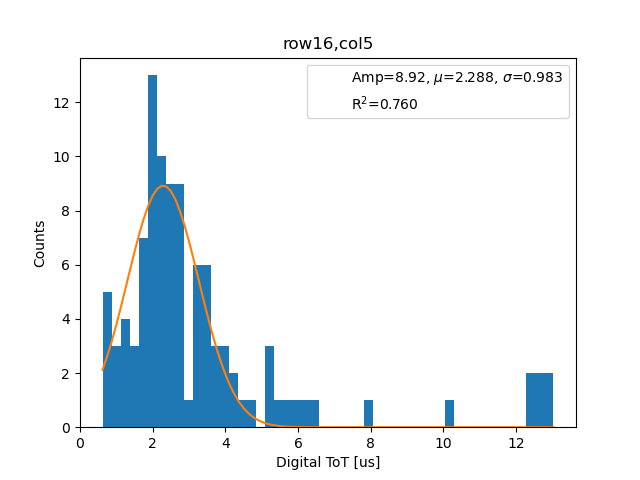 row16,col5
Amp=8.92, μ=2.288, σ=0.983
R²=0.760
Counts
12
10
8
6
4
2
0
0 2 4 6 8 10 12
Digital ToT [us]